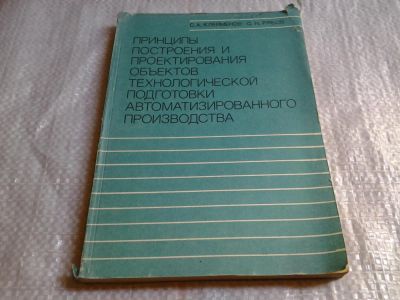 ПРИНЦИПЫ
ПОСТРОЕНИЯ И
ПРОЕКТИРОВАНИЯ
ОБЪЕКТОВ
ТЕХНОЛОГИЧЕСКОЙ
ПОДГОТОВКИ
АВТОМАТИЗИРОВАННОГО
ПРОИЗВОДСТВА